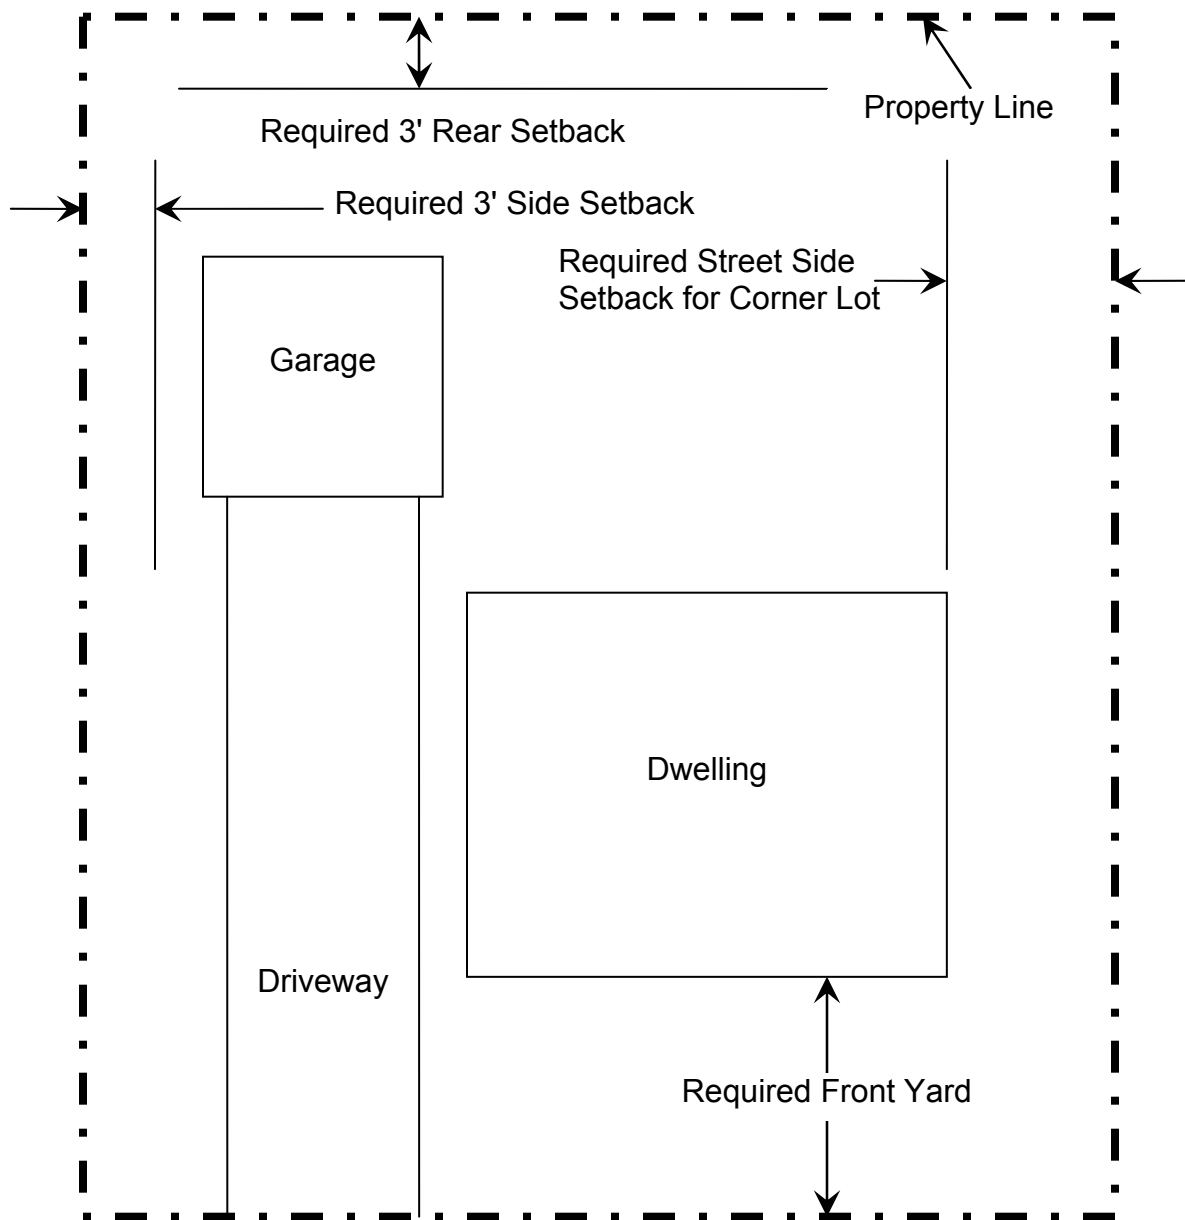 Property Line
Required 3' Rear Setback
Required 3' Side Setback
Required Street Side
Setback for Corner Lot
Garage
Dwelling
Driveway
Required Front Yard